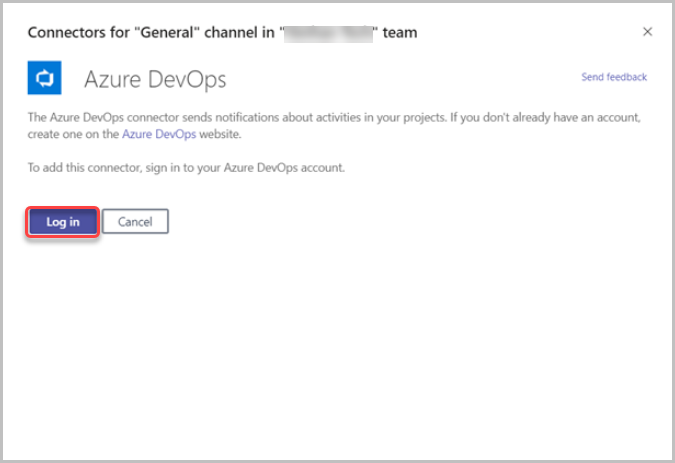 Connectors for "General" channel in "" team
Azure DevOps
Send feedback
The Azure DevOps connector sends notifications about activities in your projects. If you don't already have an account,
create one on the Azure DevOps website.
To add this connector, sign in to your Azure DevOps account.
Log in
Cancel